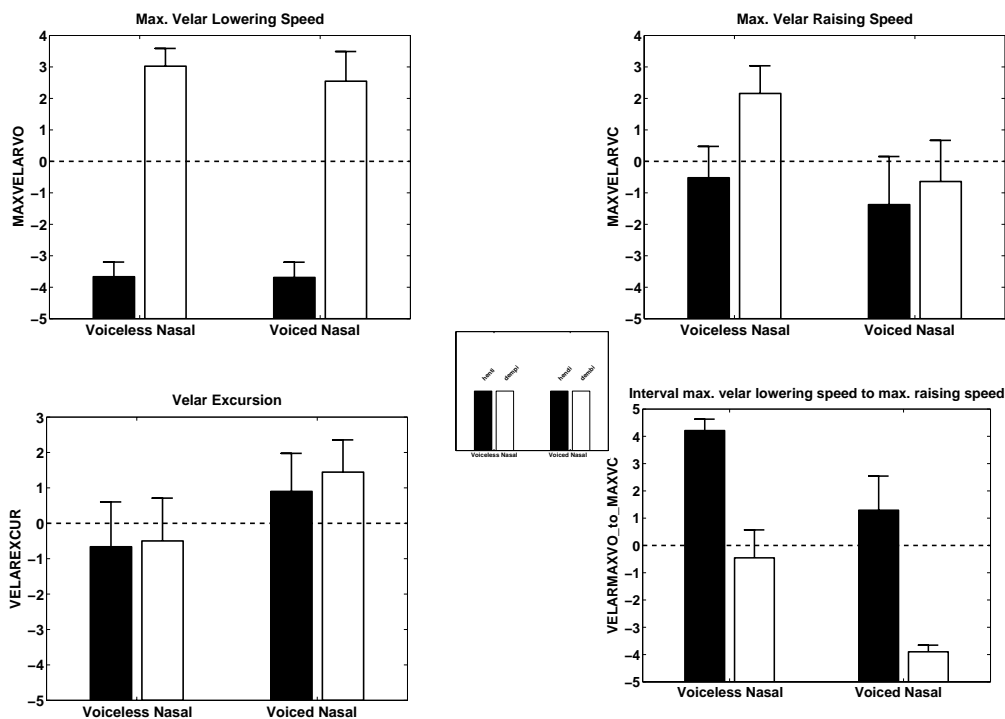 Max. Velar Lowering Speed
MAXVELARVO
4
3
2
1
0
−1
−2
−3
−4
−5
Voiceless Nasal Voiced Nasal
Max. Velar Raising Speed
MAXVELARVC
4
3
2
1
0
−1
−2
−3
−4
−5
Voiceless Nasal Voiced Nasal
henti dempi hendi dembi
Voiceless Nasal Voiced Nasal
Velar Excursion
VELAREXCUR
3
2
1
0
−1
−2
−3
−4
−5
Voiceless Nasal Voiced Nasal
Interval max. velar lowering speed to max. raising speed
VELARMAXVO_to_MAXVC
5
4
3
2
1
0
−1
−2
−3
−4
−5
Voiceless Nasal Voiced Nasal